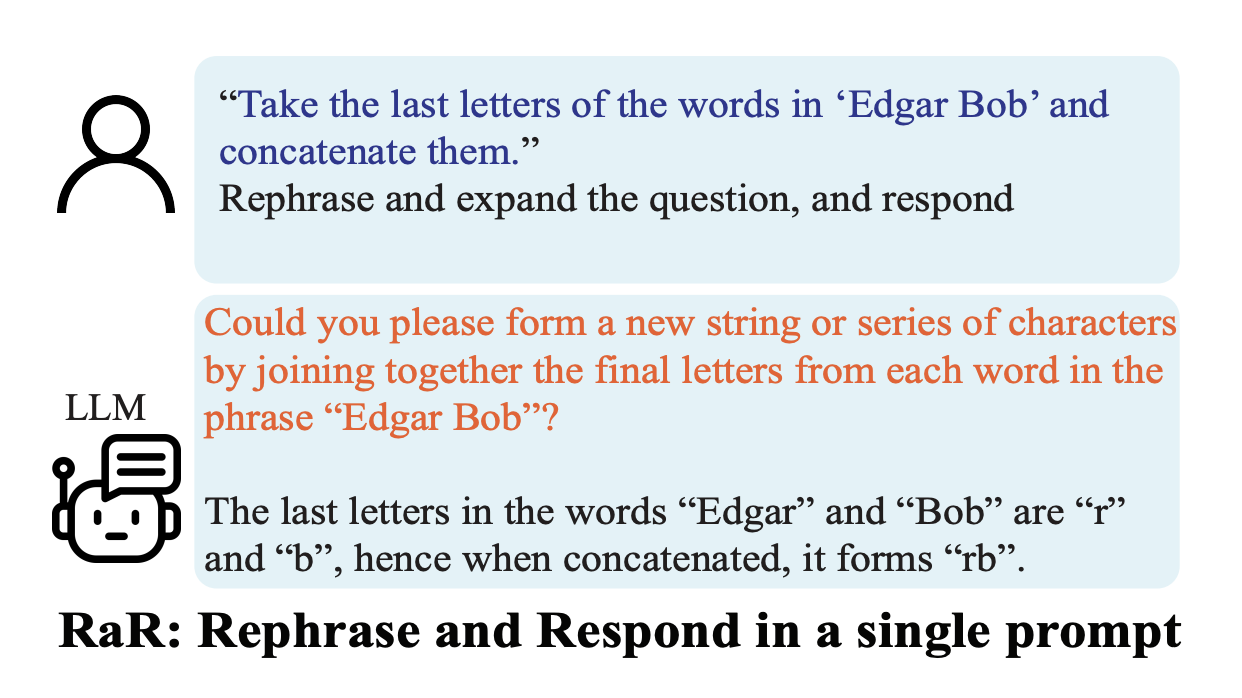 “Take the last letters of the words in ‘Edgar Bob’ and
concatenate them.”
Rephrase and expand the question, and respond
Could you please form a new string or series of characters
by joining together the final letters from each word in the
phrase “Edgar Bob”?
LLM
The last letters in the words “Edgar” and “Bob” are “r”
and “b”, hence when concatenated, it forms “rb”.
RaR: Rephrase and Respond in a single prompt